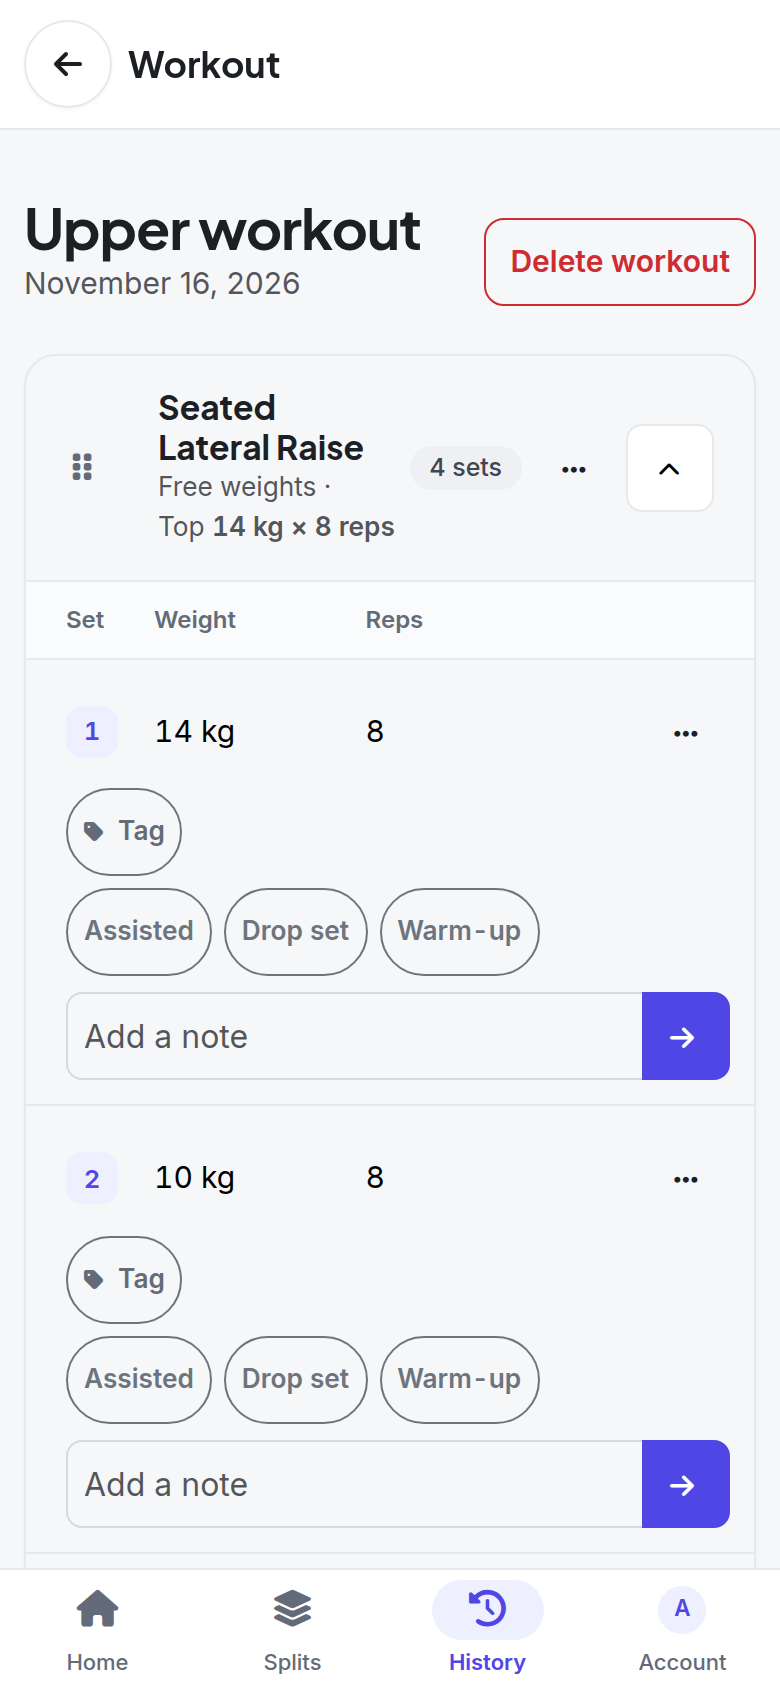 Workout
Upper workout
November 16, 2026
Delete workout
Seated
Lateral Raise
Free weights ·
Top 14 kg × 8 reps
4 sets
Set Weight Reps
1 14 kg 8
Tag
Assisted Drop set Warm-up
Add a note
2 10 kg 8
Tag
Assisted Drop set Warm-up
Add a note
A
Home Splits History Account